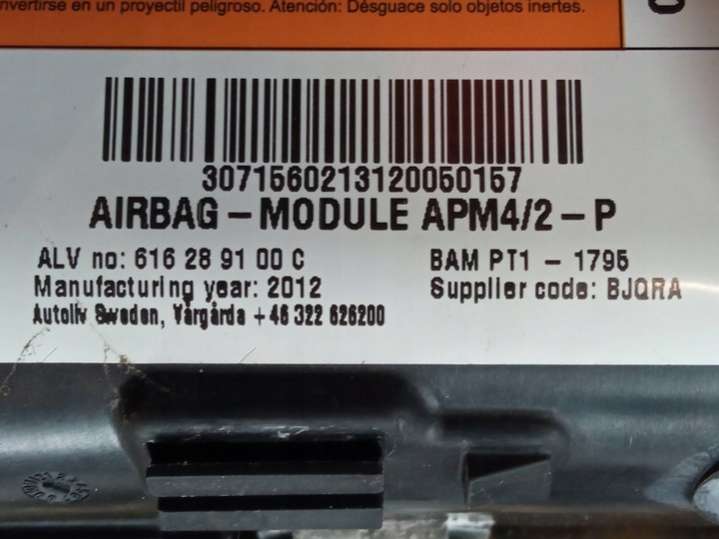 nvertirse en un proyectil peligroso. Atención: Désguace solo objetos inertes.
3071560213120050157
AIRBAG-MODULE APM4/2-P
ALV no: 616 28 91 00 C
BAM PT1 - 1795
Manufacturing year: 2012
Supplier code: BJQRA
Autoliv Sweden, Vårgårda +46 322 626200